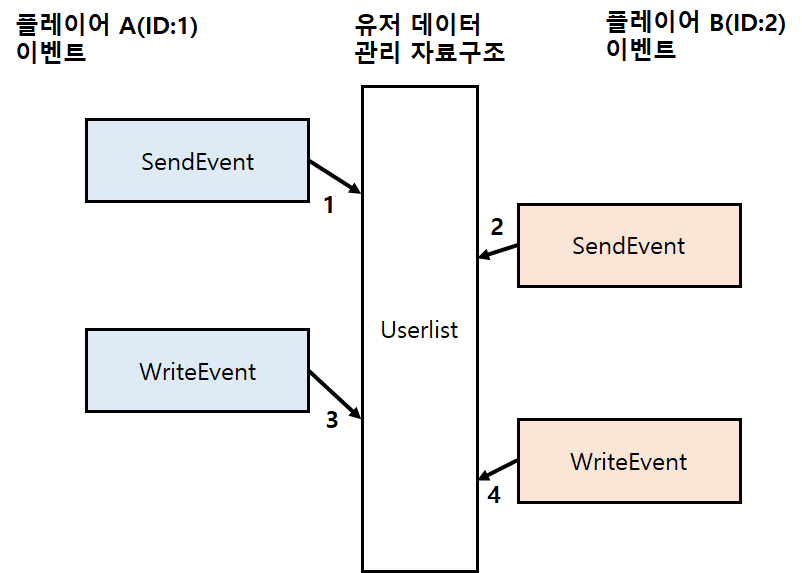 플레이어 A(ID:1)
이벤트
유저 데이터
관리 자료구조
플레이어 B(ID:2)
이벤트
SendEvent
1
2
SendEvent
Userlist
WriteEvent
3
WriteEvent
4